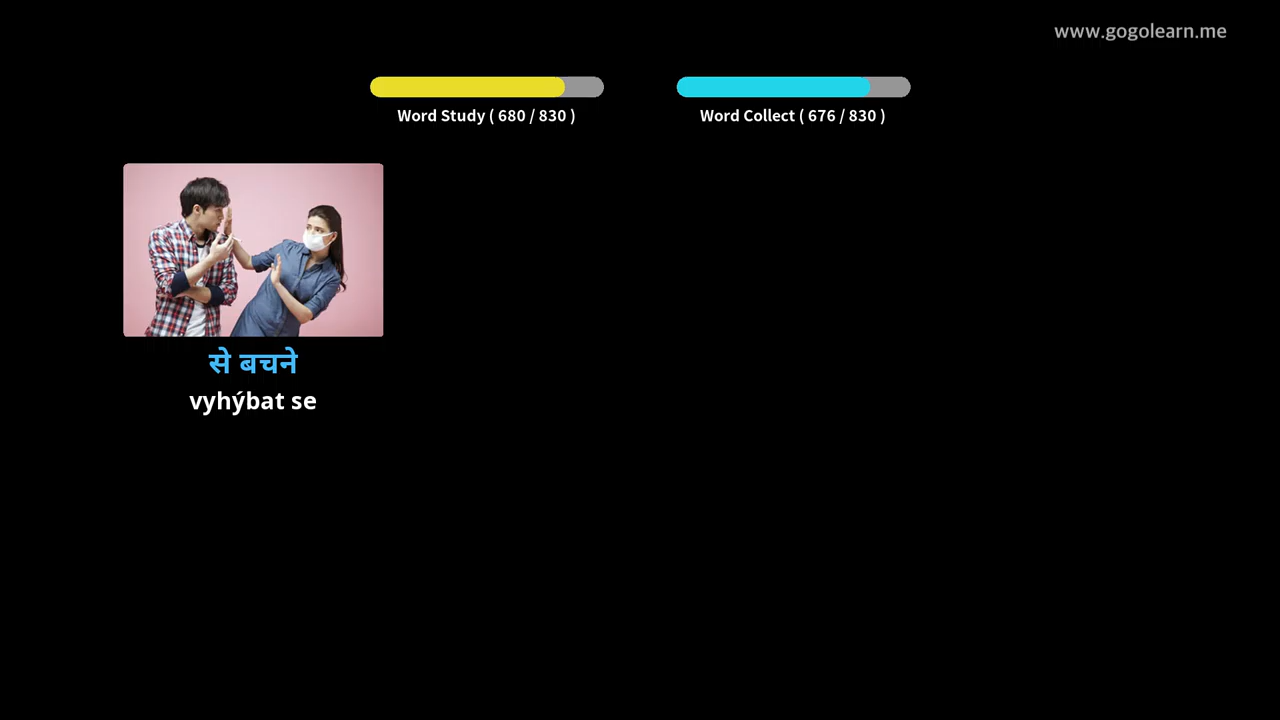 www.gogolearn.me
Word Study ( 680 / 830 )
Word Collect ( 676 / 830 )
से बचने
vyhýbat se